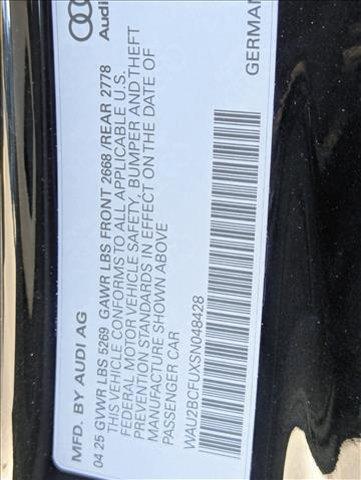 Audi
MFD. BY AUDI AG
GERMAN
04 25 GVWR LBS 5269 GAWR LBS FRONT 2668 /REAR 2778
THIS VEHICLE CONFORMS TO ALL APPLICABLE U.S.
FEDERAL MOTOR VEHICLE SAFETY, BUMPER AND THEFT
PREVENTION STANDARDS IN EFFECT ON THE DATE OF
MANUFACTURE SHOWN ABOVE
PASSENGER CAR
WAU2BCFUXSN048428